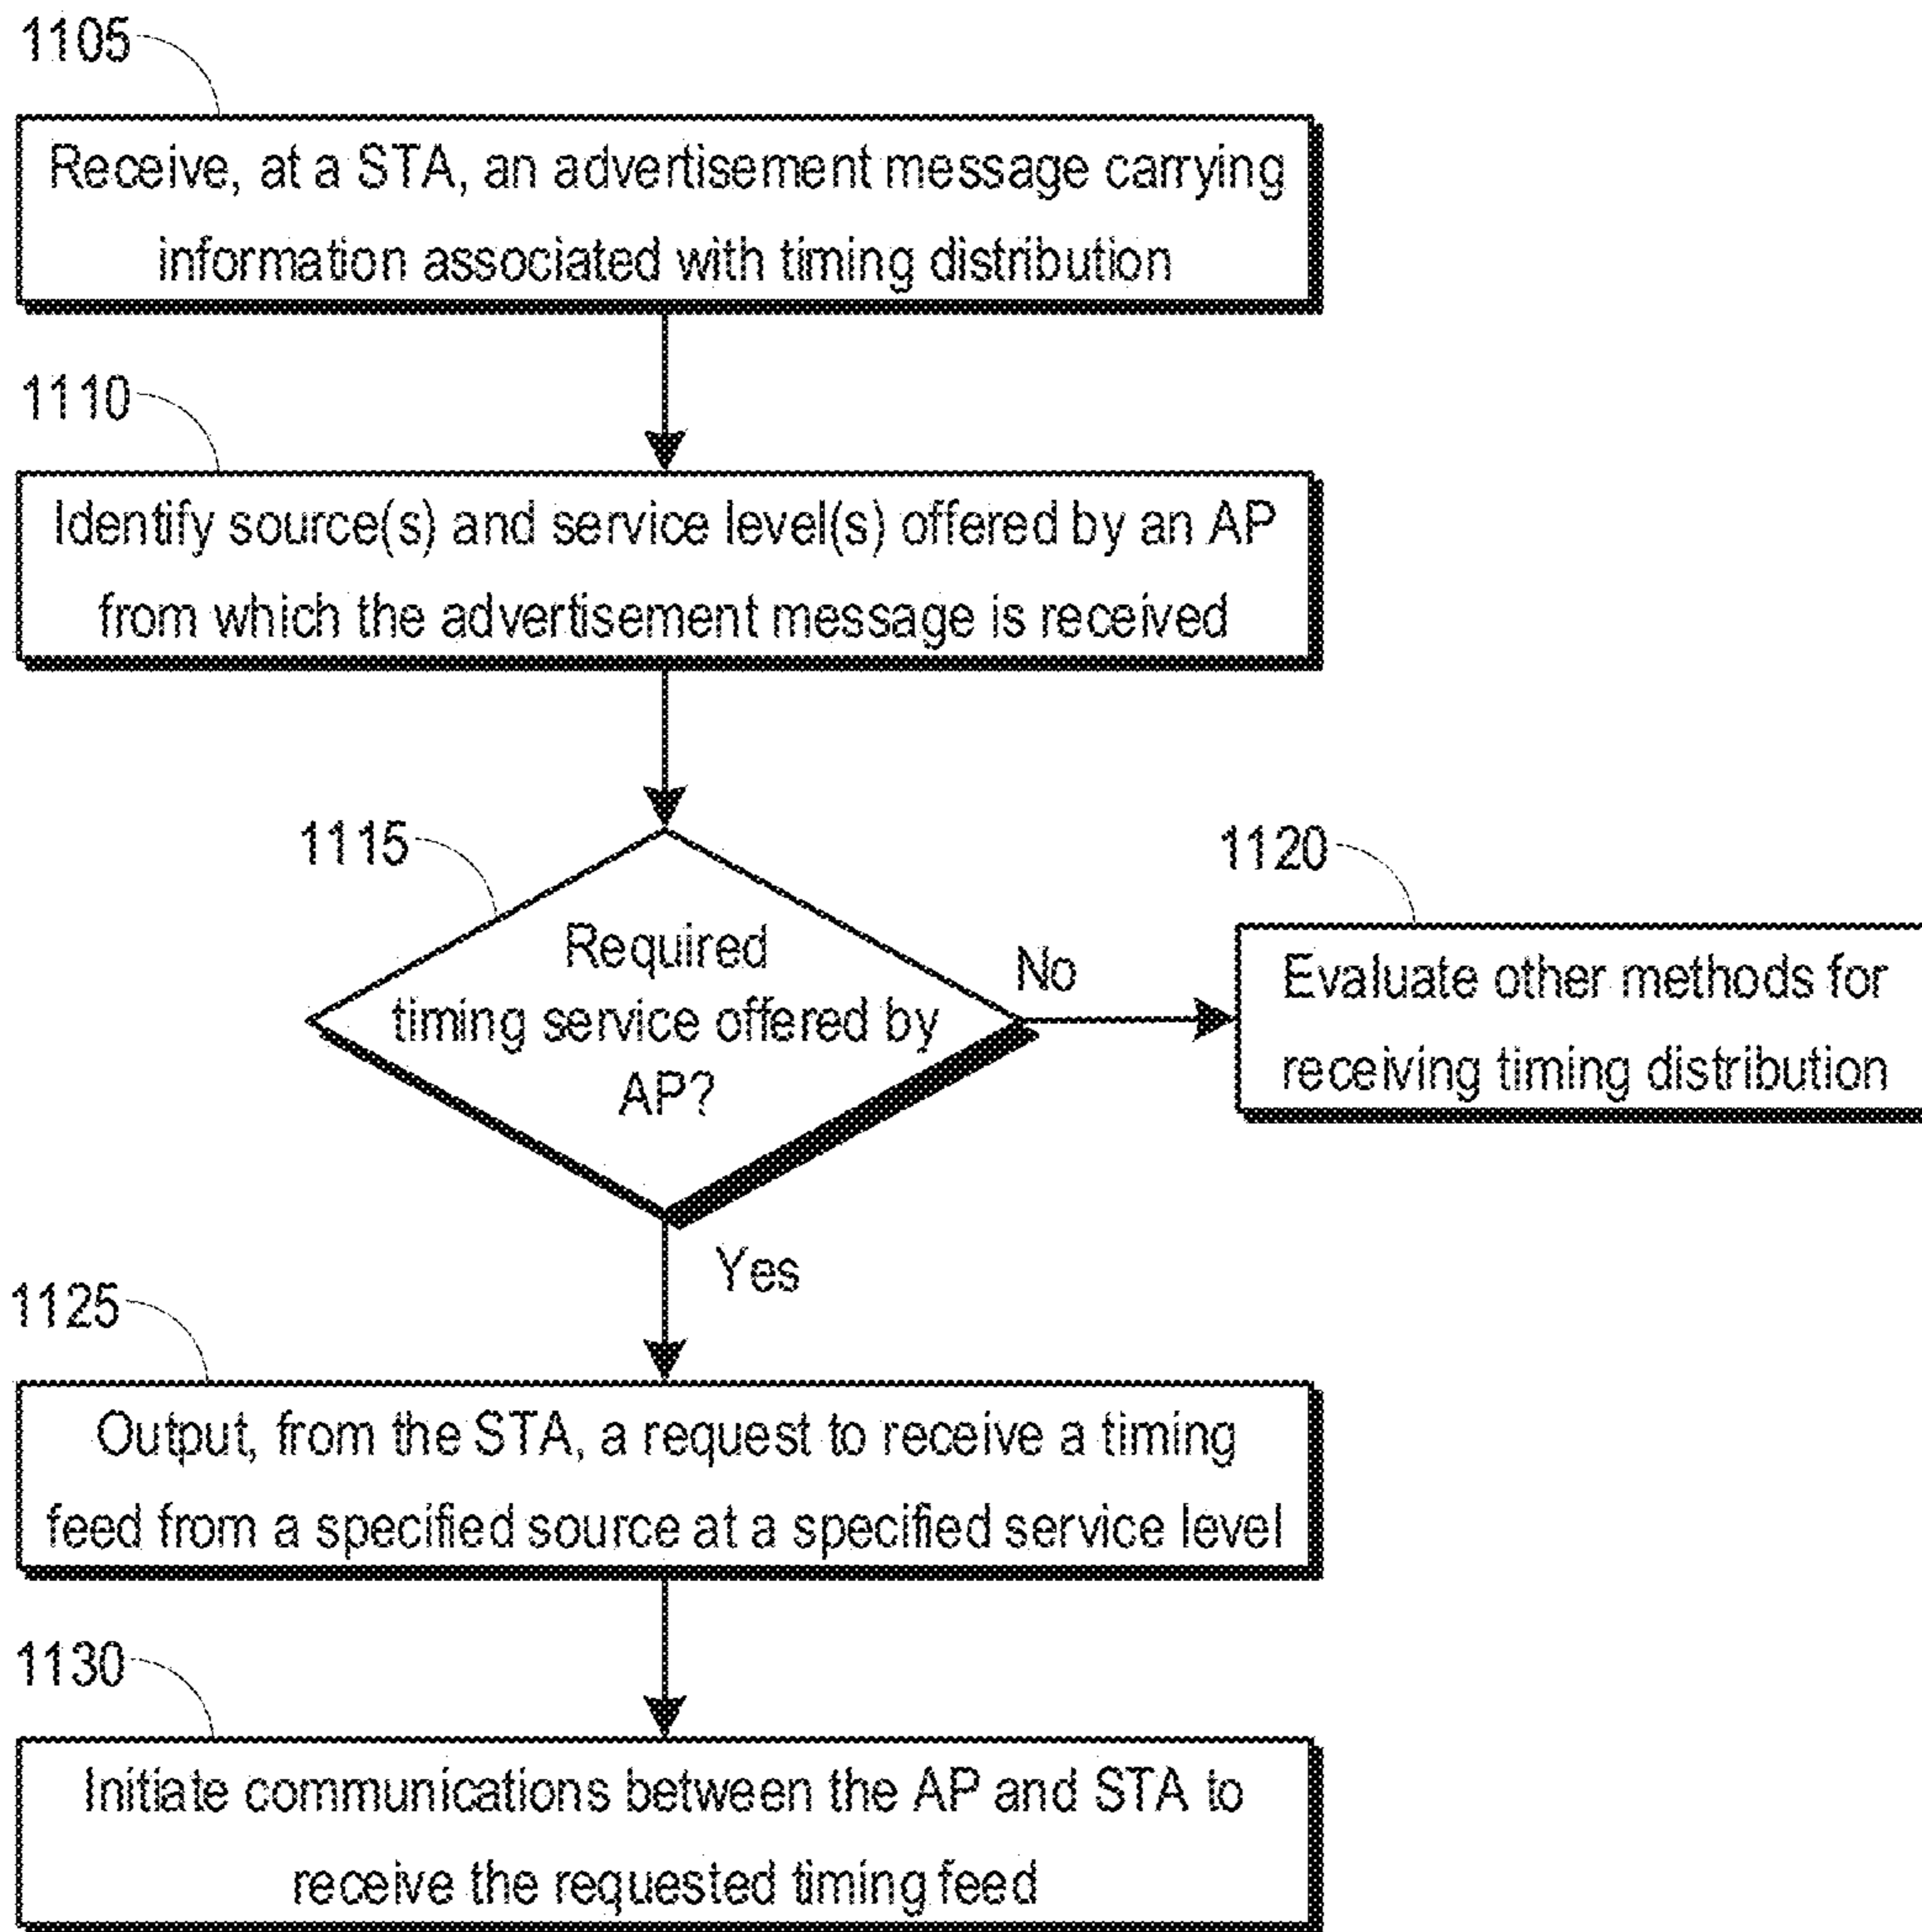 1105
Receive, at a STA, an advertisement message carrying
information associated with timing distribution
1110
Identify source(s) and service level(s) offered by an AP
from which the advertisement message is received
1115
Required
timing service offered by
AP?
No
1120
Evaluate other methods for
receiving timing distribution
Yes
1125
Output, from the STA, a request to receive a timing
feed from a specified source at a specified service level
1130
Initiate communications between the AP and STA to
receive the requested timing feed